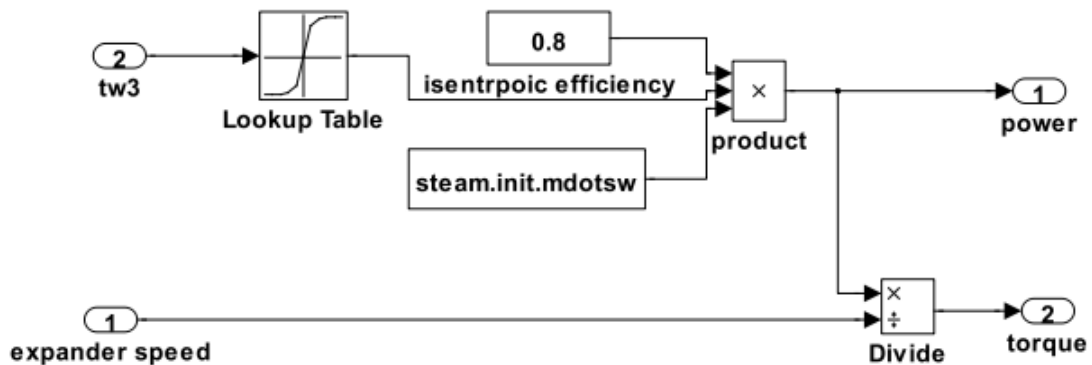 2
tw3
Lookup Table
0.8
isentrpoic efficiency
×
product
1
power
steam.init.mdotsw
1
expander speed
×
÷
Divide
2
torque